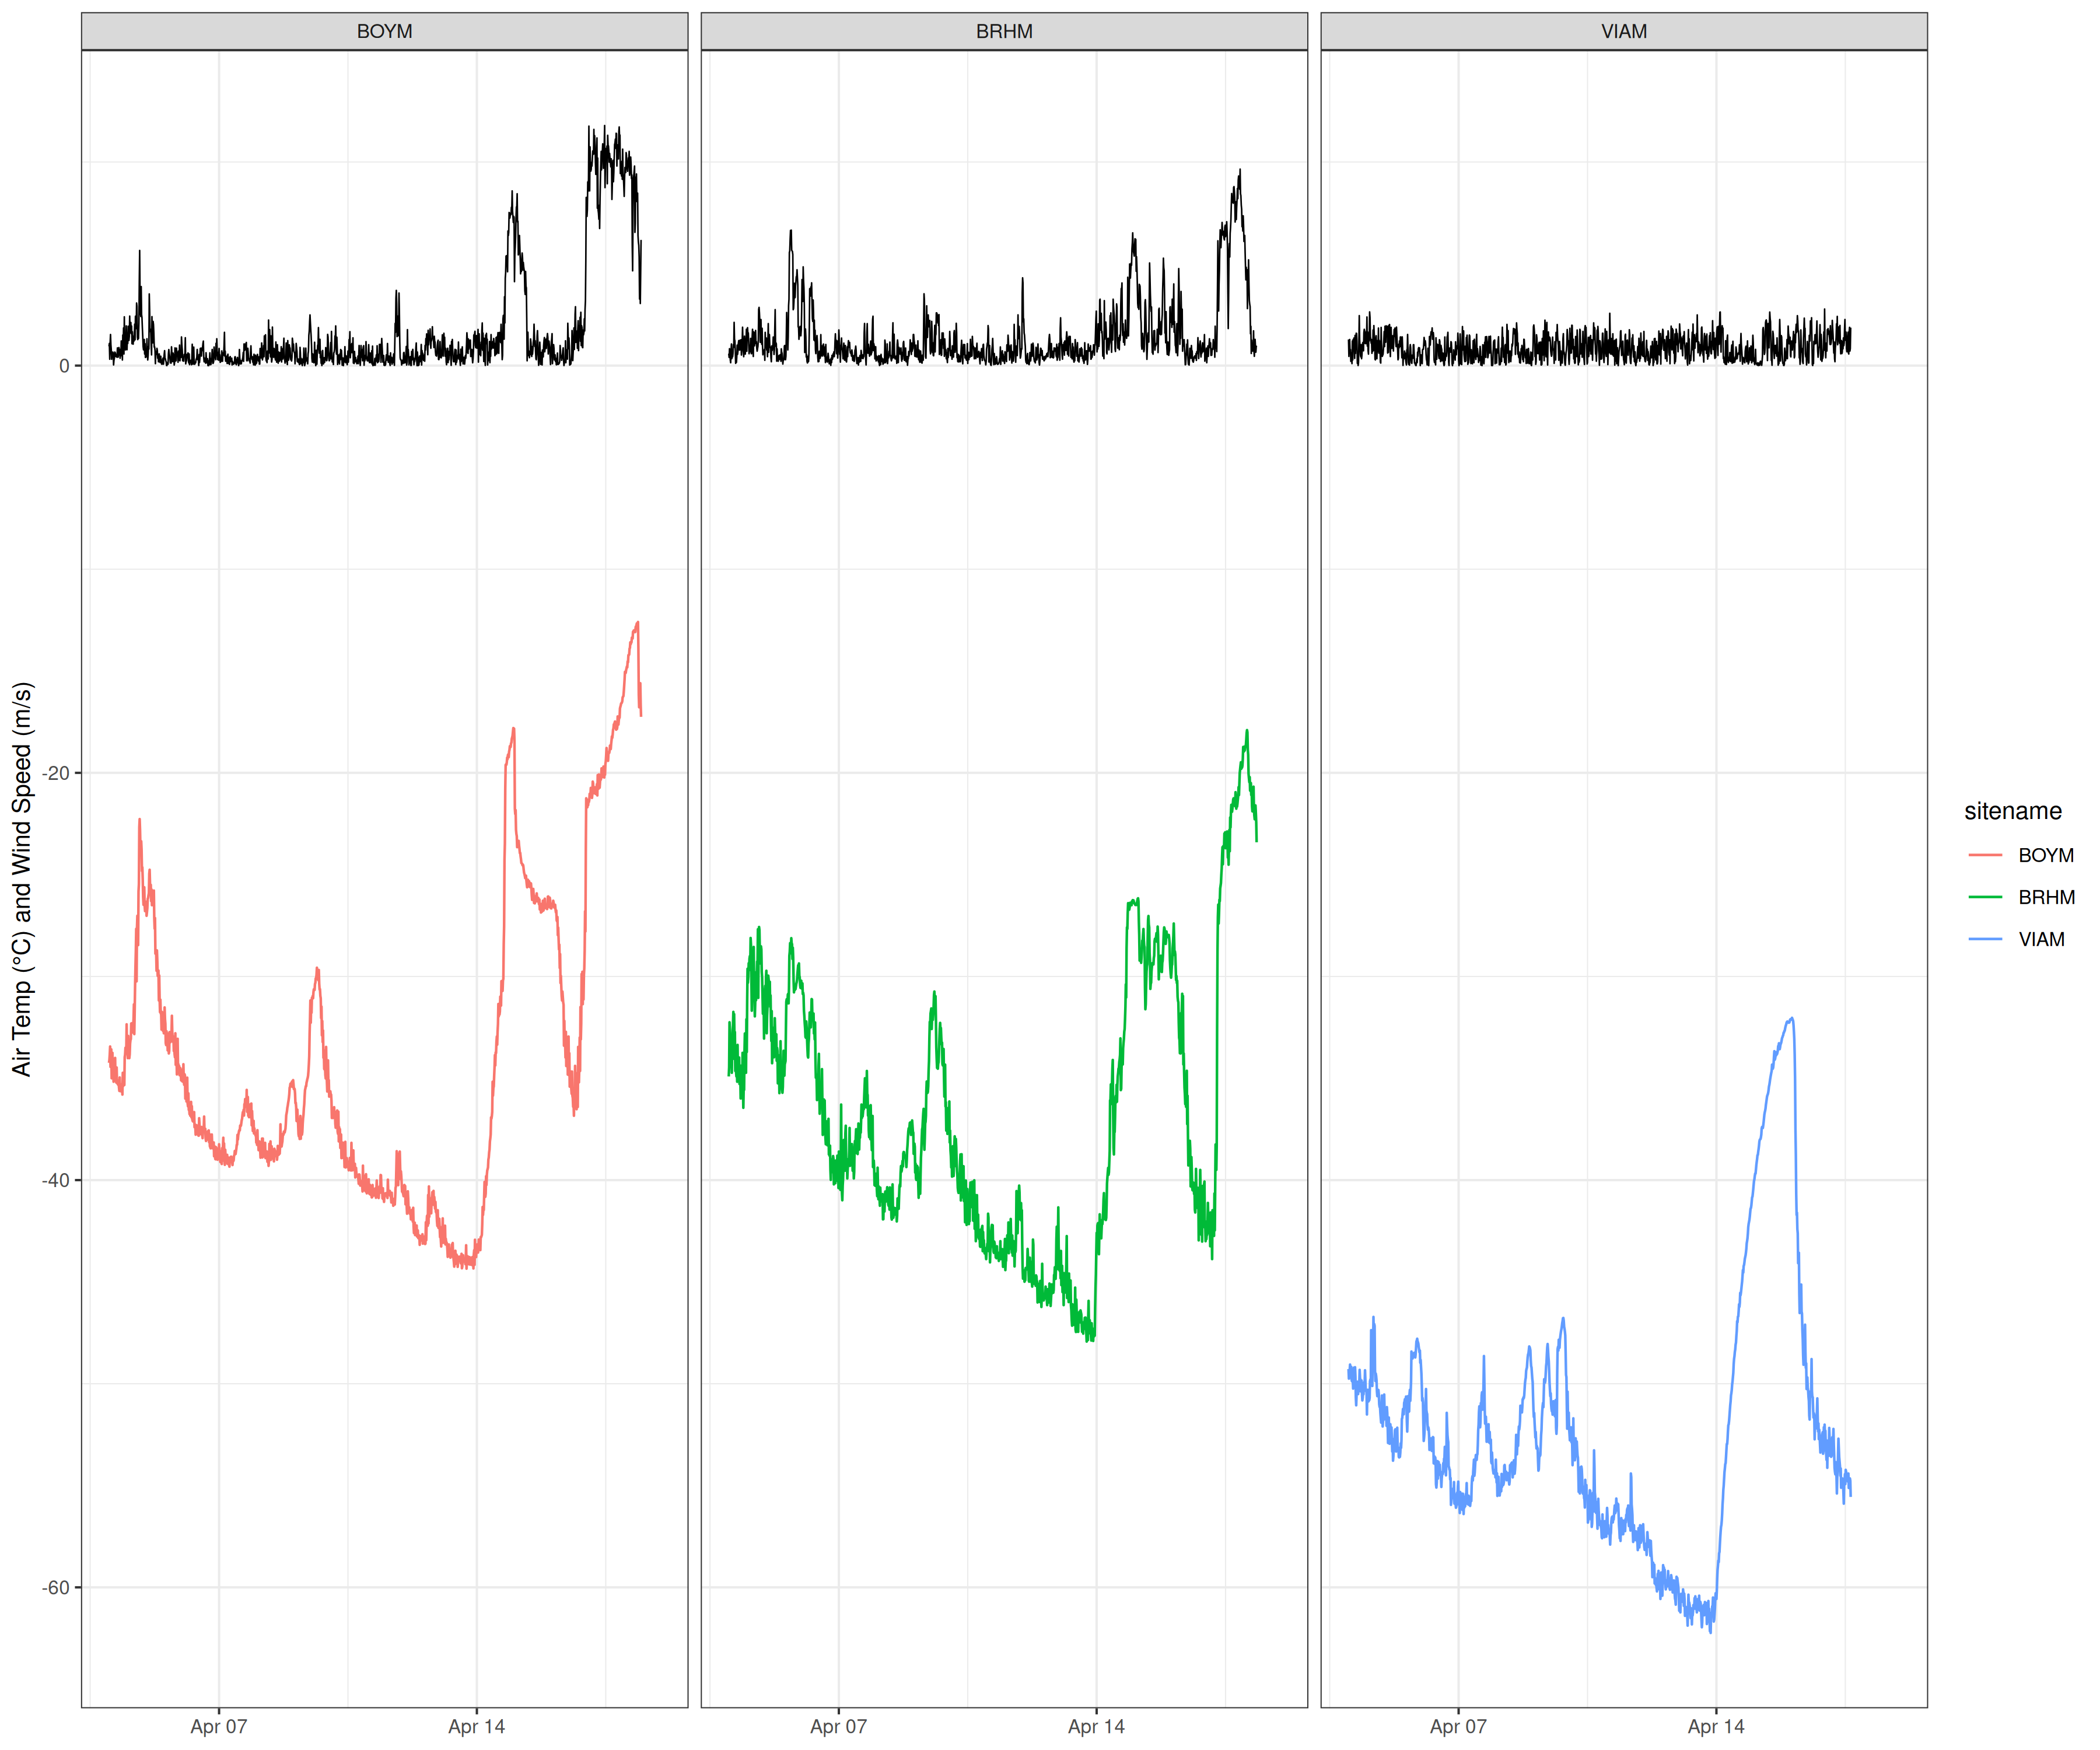 BOYM
BRHM
VIAM
0
-20
-40
-60
Air Temp (°C) and Wind Speed (m/s)
Apr 07
Apr 14
Apr 07
Apr 14
Apr 07
Apr 14
sitename
BOYM
BRHM
VIAM